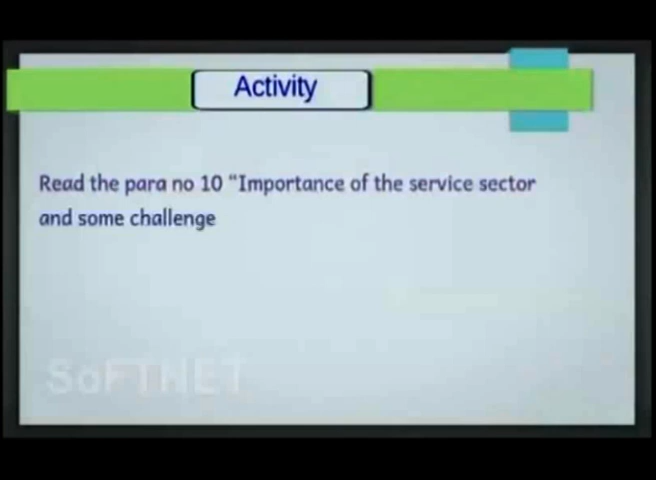 Activity
Read the para no 10 “Importance of the service sector
and some challenge
SoFTNET